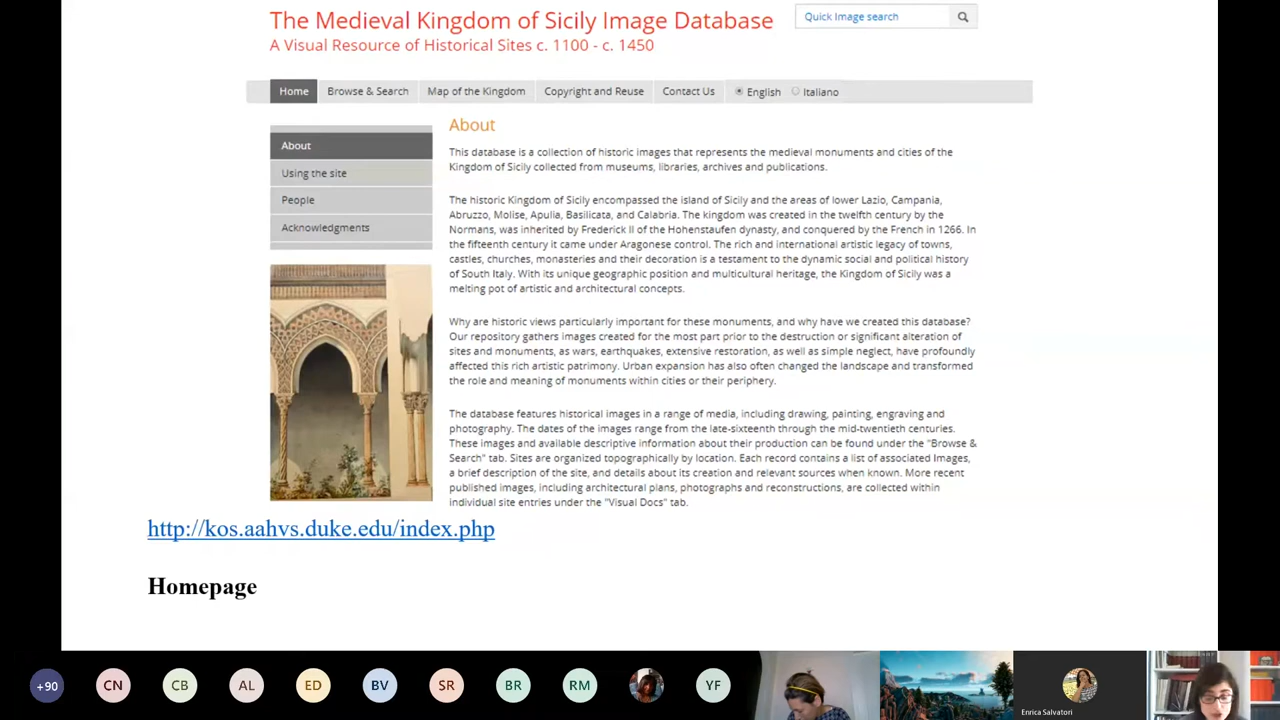 The Medieval Kingdom of Sicily Image Database
Quick Image search
A Visual Resource of Historical Sites c. 1100 - c. 1450
Home Browse & Search Map of the Kingdom Copyright and Reuse Contact Us English Italiano
About
Using the site
People
Acknowledgments
About
This database is a collection of historic images that represents the medieval monuments and cities of the
Kingdom of Sicily collected from museums, libraries, archives and publications.
The historic Kingdom of Sicily encompassed the island of Sicily and the areas of lower Lazio, Campania,
Abruzzo, Molise, Apulia, Basilicata, and Calabria. The kingdom was created in the twelfth century by the
Normans, was inherited by Frederick II of the Hohenstaufen dynasty, and conquered by the French in 1266. In
the fifteenth century it came under Aragonese control. The rich and international artistic legacy of towns,
castles, churches, monasteries and their decoration is a testament to the dynamic social and political history
of South Italy. With its unique geographic position and multicultural heritage, the Kingdom of Sicily was a
melting pot of artistic and architectural concepts.
Why are historic views particularly important for these monuments, and why have we created this database?
Our repository gathers images created for the most part prior to the destruction or significant alteration of
sites and monuments, as wars, earthquakes, extensive restoration, as well as simple neglect, have profoundly
affected this rich artistic patrimony. Urban expansion has also often changed the landscape and transformed
the role and meaning of monuments within cities or their periphery.
The database features historical images in a range of media, including drawing, painting, engraving and
photography. The dates of the images range from the late-sixteenth through the mid-twentieth centuries.
These images and available descriptive information about their production can be found under the "Browse &
Search" tab. Sites are organized topographically by location. Each record contains a list of associated Images,
a brief description of the site, and details about its creation and relevant sources when known. More recent
published images, including architectural plans, photographs and reconstructions, are collected within
individual site entries under the "Visual Docs" tab.
http://kos.aahvs.duke.edu/index.php
Homepage
+90 CN CB AL ED BV SR BR RM YF
Enrica Salvatori